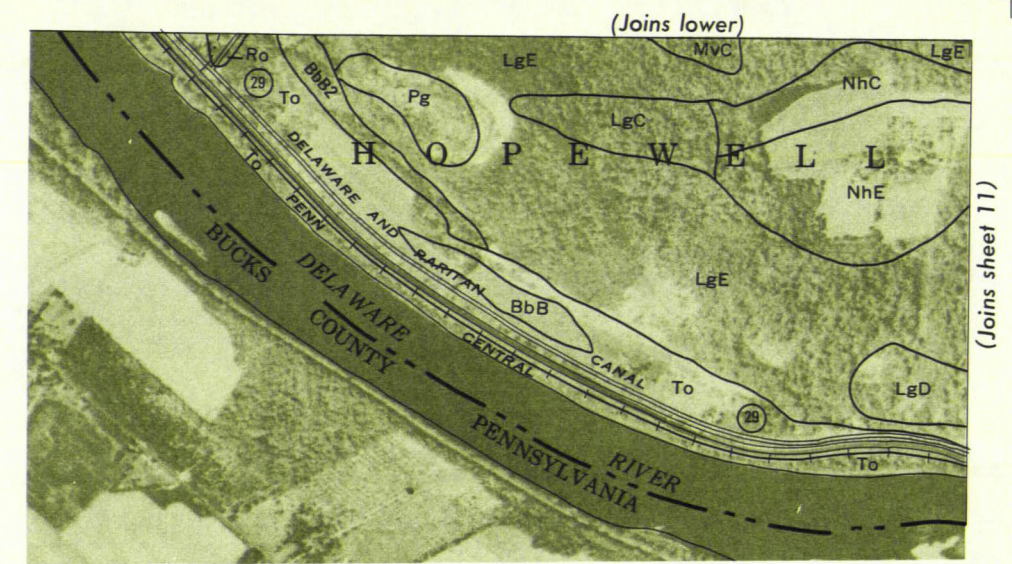 (Joins lower)
MvC
LgE
LgE
Ro
BbB2
NhC
29
To
Pg
LgC
HOPEWELL
To
NhE
DELAWARE AND RARITAN CANAL
PENN CENTRAL
(Joins sheet 11)
BUCKS COUNTY
DELAWARE RIVER
LgE
BbB
To
LgD
29
PENNSYLVANIA
To